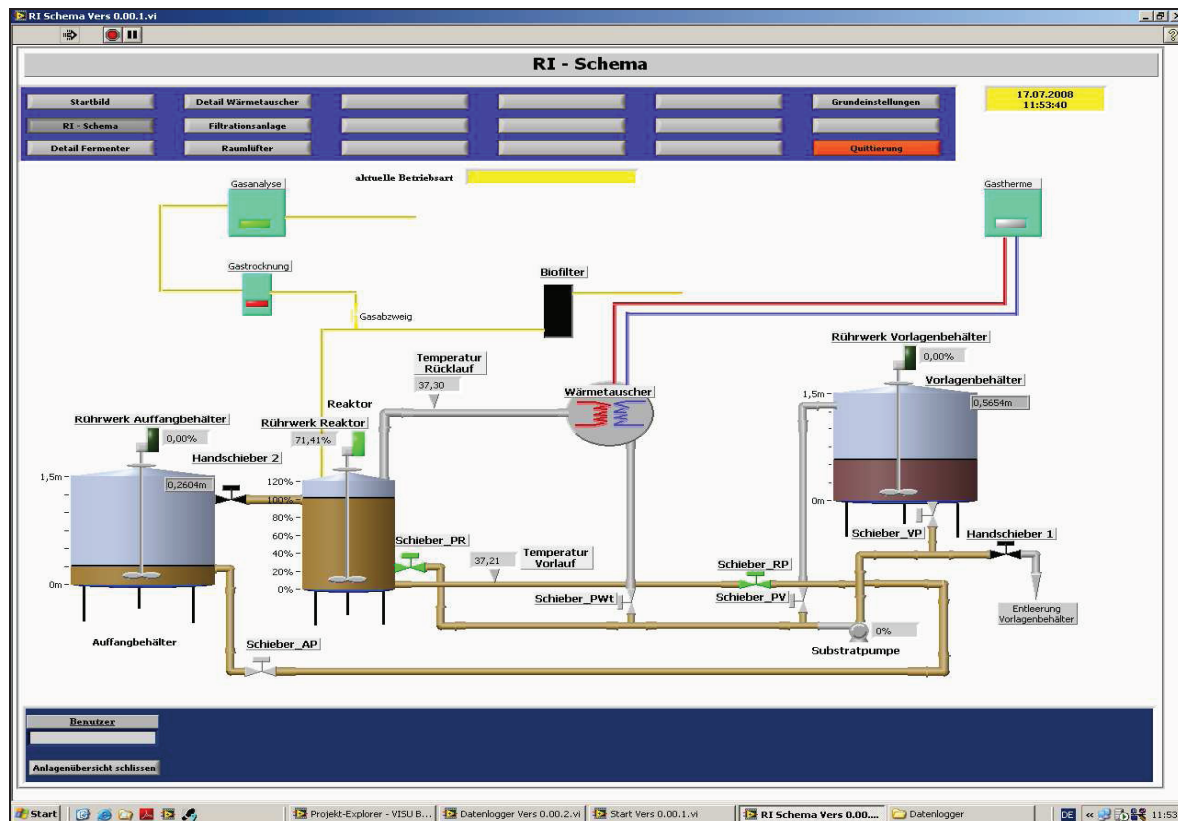 RI Schema Vers 0.00.1.vi
RI - Schema
Startbild
Detail Wärmetauscher
Grundeinstellungen
17.07.2008
11:53:40
RI - Schema
Filtrationsanlage
Detail Fermenter
Raumlüfter
Quittierung
aktuelle Betriebsart
Gasanalyse
Gastherme
Gastrocknung
Biofilter
Gasabzweig
Rührwerk Vorlagenbehälter
0,00%
Temperatur
Rücklauf
37,30
Vorlagenbehälter
Wärmetauscher
1,5m
0,5654m
Reaktor
Rührwerk Auffangbehälter
0,00%
Rührwerk Reaktor
71,41%
Handschieber 2
1,5m
0,2604m
120%
100%
80%
60%
40%
20%
0%
0m
0m
Schieber_PR
Temperatur
Vorlauf
37,21
Schieber_VP
Handschieber 1
Schieber_RP
Schieber_PWt
Schieber_PV
Entleerung
Vorlagenbehälter
0%
Substratpumpe
Auffangbehälter
Schieber_AP
Benutzer
Anlagenübersicht schlissen
Start
Projekt-Explorer - VISU B...
Datenlogger Vers 0.00.2.vi
Start Vers 0.00.1.vi
RI Schema Vers 0.00....
Datenlogger
DE
«
11:53